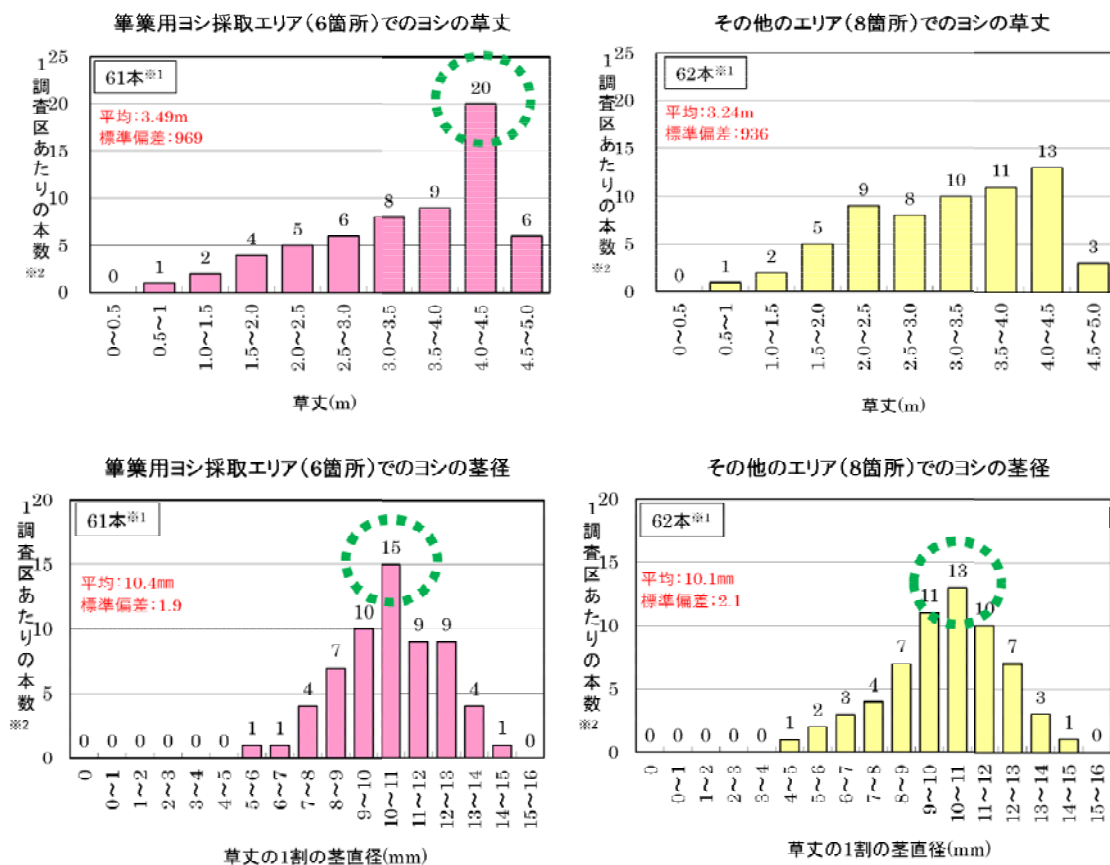 篳篥用ヨシ採取エリア(6箇所)でのヨシの草丈
1調査区あたりの本数※2
25
20
15
10
5
0
61本※1
平均:3.49m
標準偏差:969
0 1 2 4 5 6 8 9 20 6
0～0.5 0.5～1 1.0～1.5 1.5～2.0 2.0～2.5 2.5～3.0 3.0～3.5 3.5～4.0 4.0～4.5 4.5～5.0
草丈(m)
その他のエリア(8箇所)でのヨシの草丈
1調査区あたりの本数※2
25
20
15
10
5
0
62本※1
平均:3.24m
標準偏差:936
0 1 2 5 9 8 10 11 13 3
0～0.5 0.5～1 1.0～1.5 1.5～2.0 2.0～2.5 2.5～3.0 3.0～3.5 3.5～4.0 4.0～4.5 4.5～5.0
草丈(m)
篳篥用ヨシ採取エリア(6箇所)でのヨシの茎径
1調査区あたりの本数※2
20
15
10
5
0
61本※1
平均:10.4mm
標準偏差:1.9
0 0 0 0 0 0 1 1 4 7 10 15 9 9 4 1 0
0 0～1 1～2 2～3 3～4 4～5 5～6 6～7 7～8 8～9 9～10 10～11 11～12 12～13 13～14 14～15 15～16
草丈の1割の茎直径(mm)
その他のエリア(8箇所)でのヨシの茎径
1調査区あたりの本数※2
20
15
10
5
0
62本※1
平均:10.1mm
標準偏差:2.1
0 0 0 0 0 1 2 3 4 7 11 13 10 7 3 1 0
0 0～1 1～2 2～3 3～4 4～5 5～6 6～7 7～8 8～9 9～10 10～11 11～12 12～13 13～14 14～15 15～16
草丈の1割の茎直径(mm)